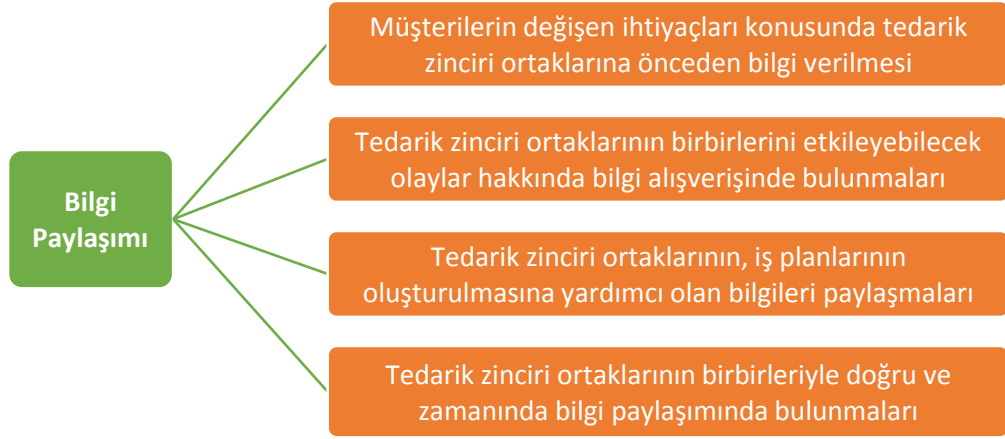 Bilgi
Paylaşımı
Müşterilerin değişen ihtiyaçları konusunda tedarik
zinciri ortaklarına önceden bilgi verilmesi
Tedarik zinciri ortaklarının birbirlerini etkileyebilecek
olaylar hakkında bilgi alışverişinde bulunmaları
Tedarik zinciri ortaklarının, iş planlarının
oluşturulmasına yardımcı olan bilgileri paylaşmaları
Tedarik zinciri ortaklarının birbirleriyle doğru ve
zamanında bilgi paylaşımında bulunmaları